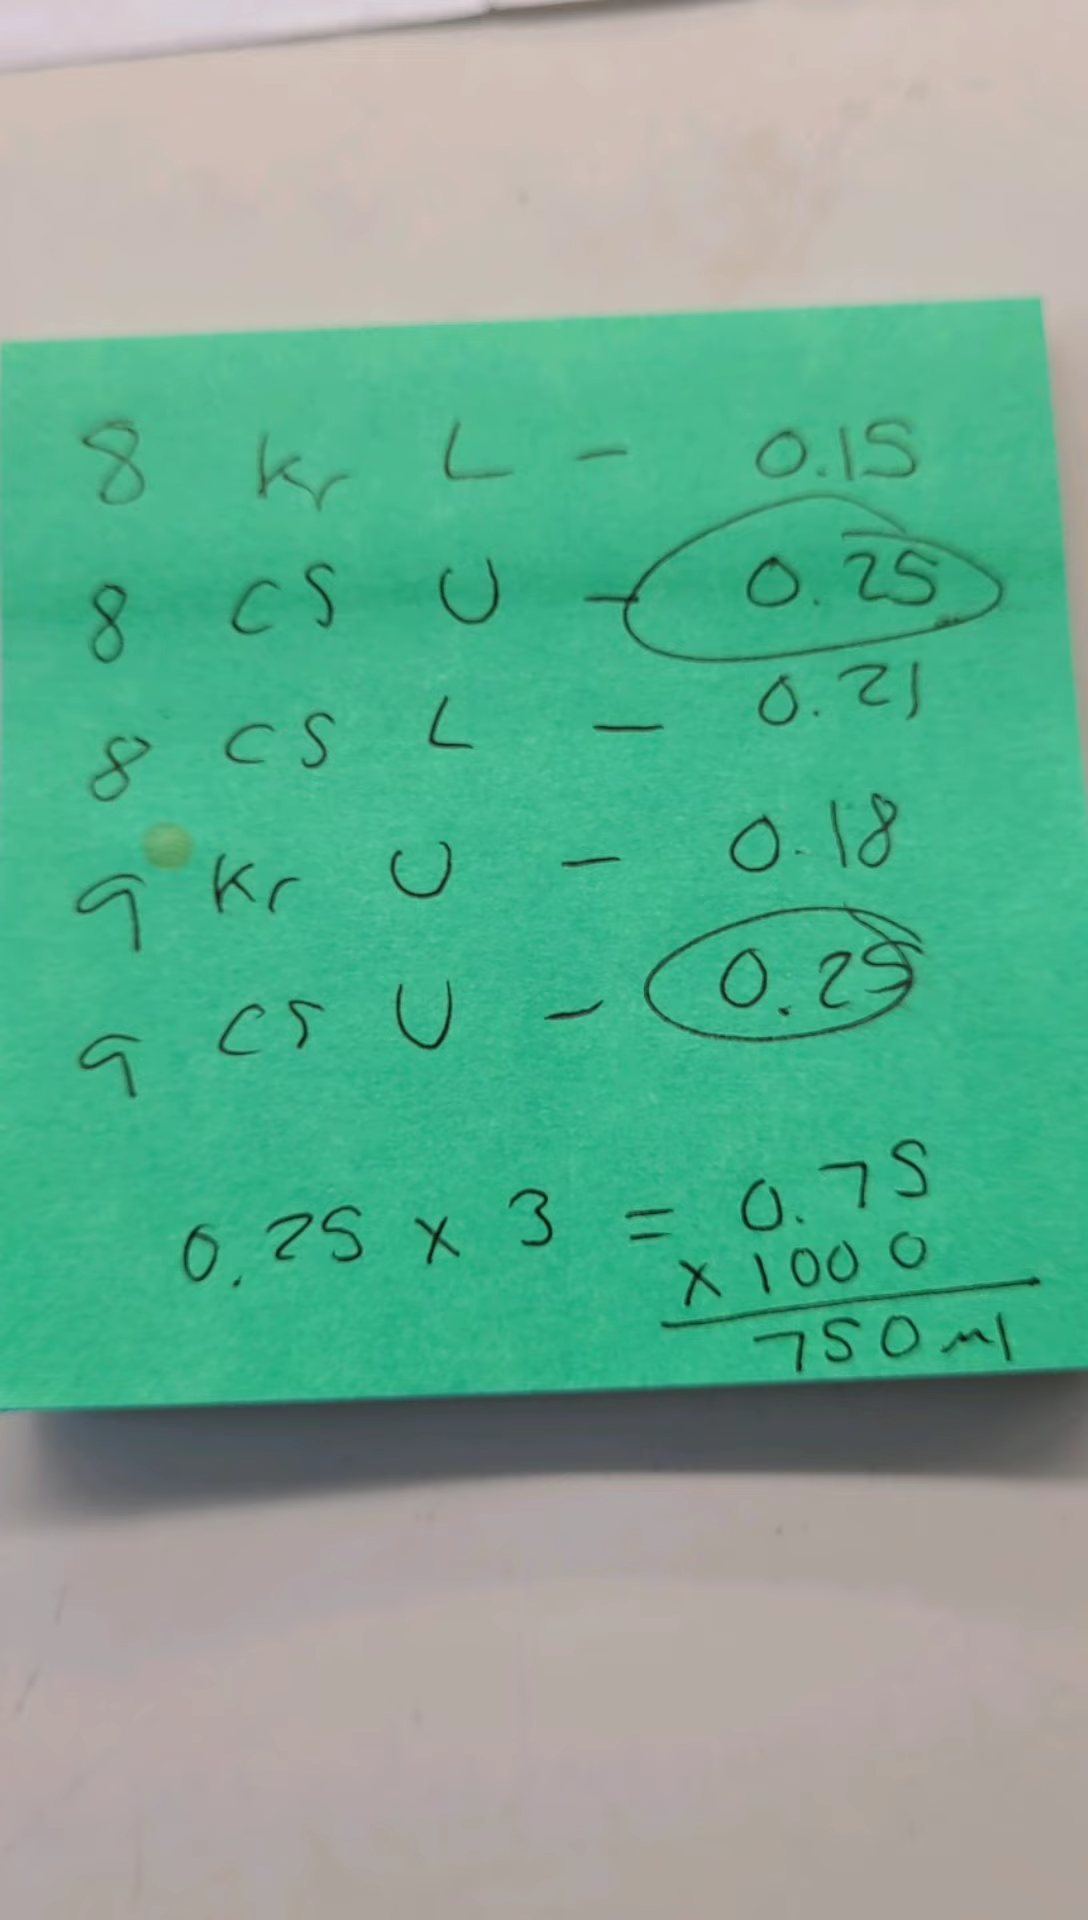 8 Kr L - 0.15
8 CS U - 0.25
8 CS L - 0.21
9 Kr U - 0.18
9 CS U - 0.25
0.25 x 3 = 0.75
x 1000
750 ml